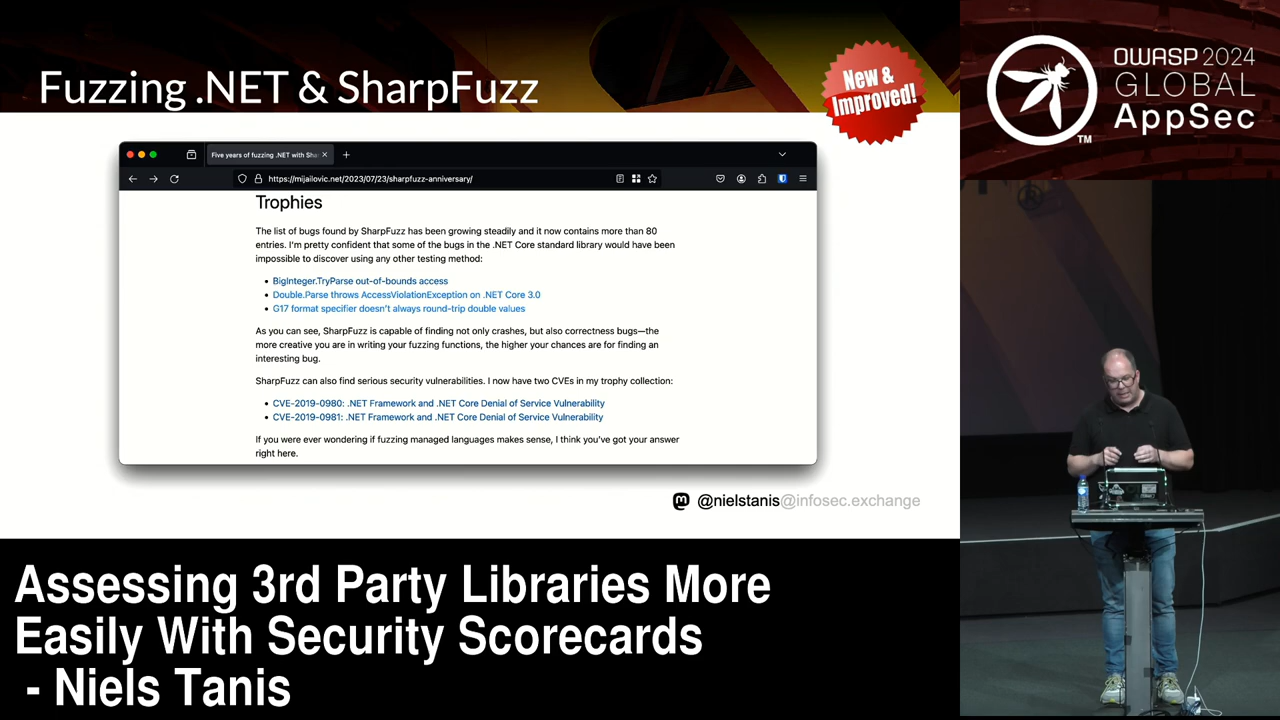 Fuzzing .NET & SharpFuzz
New &
Improved!
OWASP 2024
GLOBAL
AppSec
TM
Five years of fuzzing .NET with Sha
https://mijailovic.net/2023/07/23/sharpfuzz-anniversary/
Trophies
The list of bugs found by SharpFuzz has been growing steadily and it now contains more than 80
entries. I'm pretty confident that some of the bugs in the .NET Core standard library would have been
impossible to discover using any other testing method:
• BigInteger.TryParse out-of-bounds access
• Double.Parse throws AccessViolationException on .NET Core 3.0
• G17 format specifier doesn't always round-trip double values
As you can see, SharpFuzz is capable of finding not only crashes, but also correctness bugs—the
more creative you are in writing your fuzzing functions, the higher your chances are for finding an
interesting bug.
SharpFuzz can also find serious security vulnerabilities. I now have two CVEs in my trophy collection:
• CVE-2019-0980: .NET Framework and .NET Core Denial of Service Vulnerability
• CVE-2019-0981: .NET Framework and .NET Core Denial of Service Vulnerability
If you were ever wondering if fuzzing managed languages makes sense, I think you've got your answer
right here.
@nielstanis@infosec.exchange
Assessing 3rd Party Libraries More
Easily With Security Scorecards
- Niels Tanis